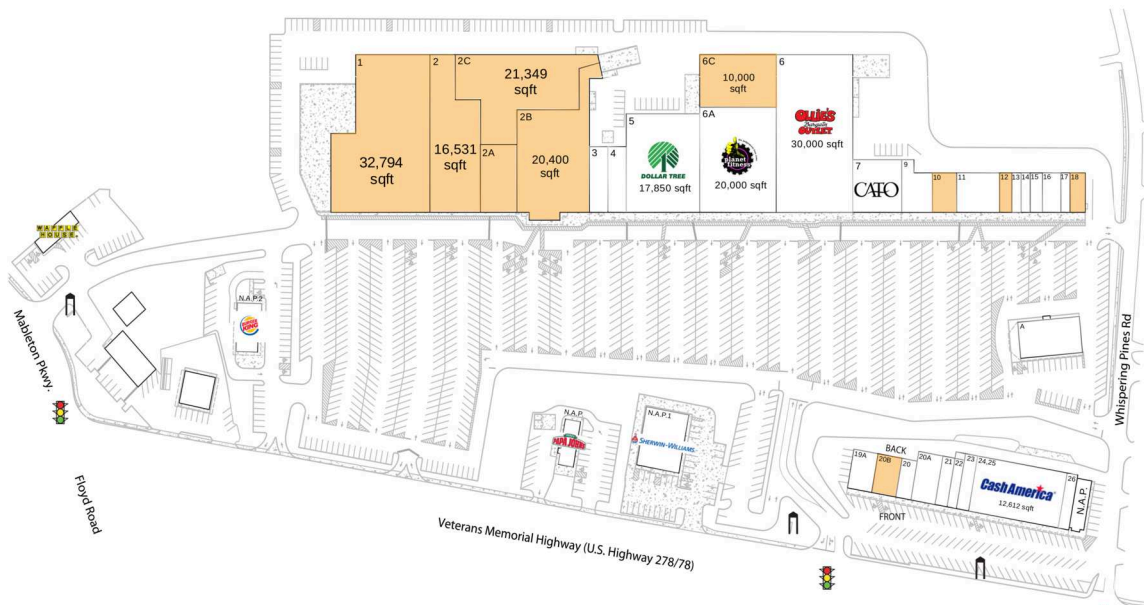 1
32,794
sqft
2
16,531
sqft
2C
21,349
sqft
2A
2B
20,400
sqft
3
4
5
DOLLAR TREE
17,850 sqft
6C
10,000
sqft
6A
planet
fitness
20,000 sqft
6
OLLIE'S
Bargain
OUTLET
30,000 sqft
7
CATO
9
10
11
12
13
14
15
16
17
18
WAFFLE
HOUSE
N.A.P.2
BURGER
KING
Mableton Pkwy.
Floyd Road
N.A.P.
PAPA JOHNS
N.A.P.1
SHERWIN-WILLIAMS
A
Whispering Pines Rd
BACK
19A
20B
20
20A
21
22
23
24,25
CashAmerica
12,612 sqft
26
N.A.P.
FRONT
Veterans Memorial Highway (U.S. Highway 278/78)